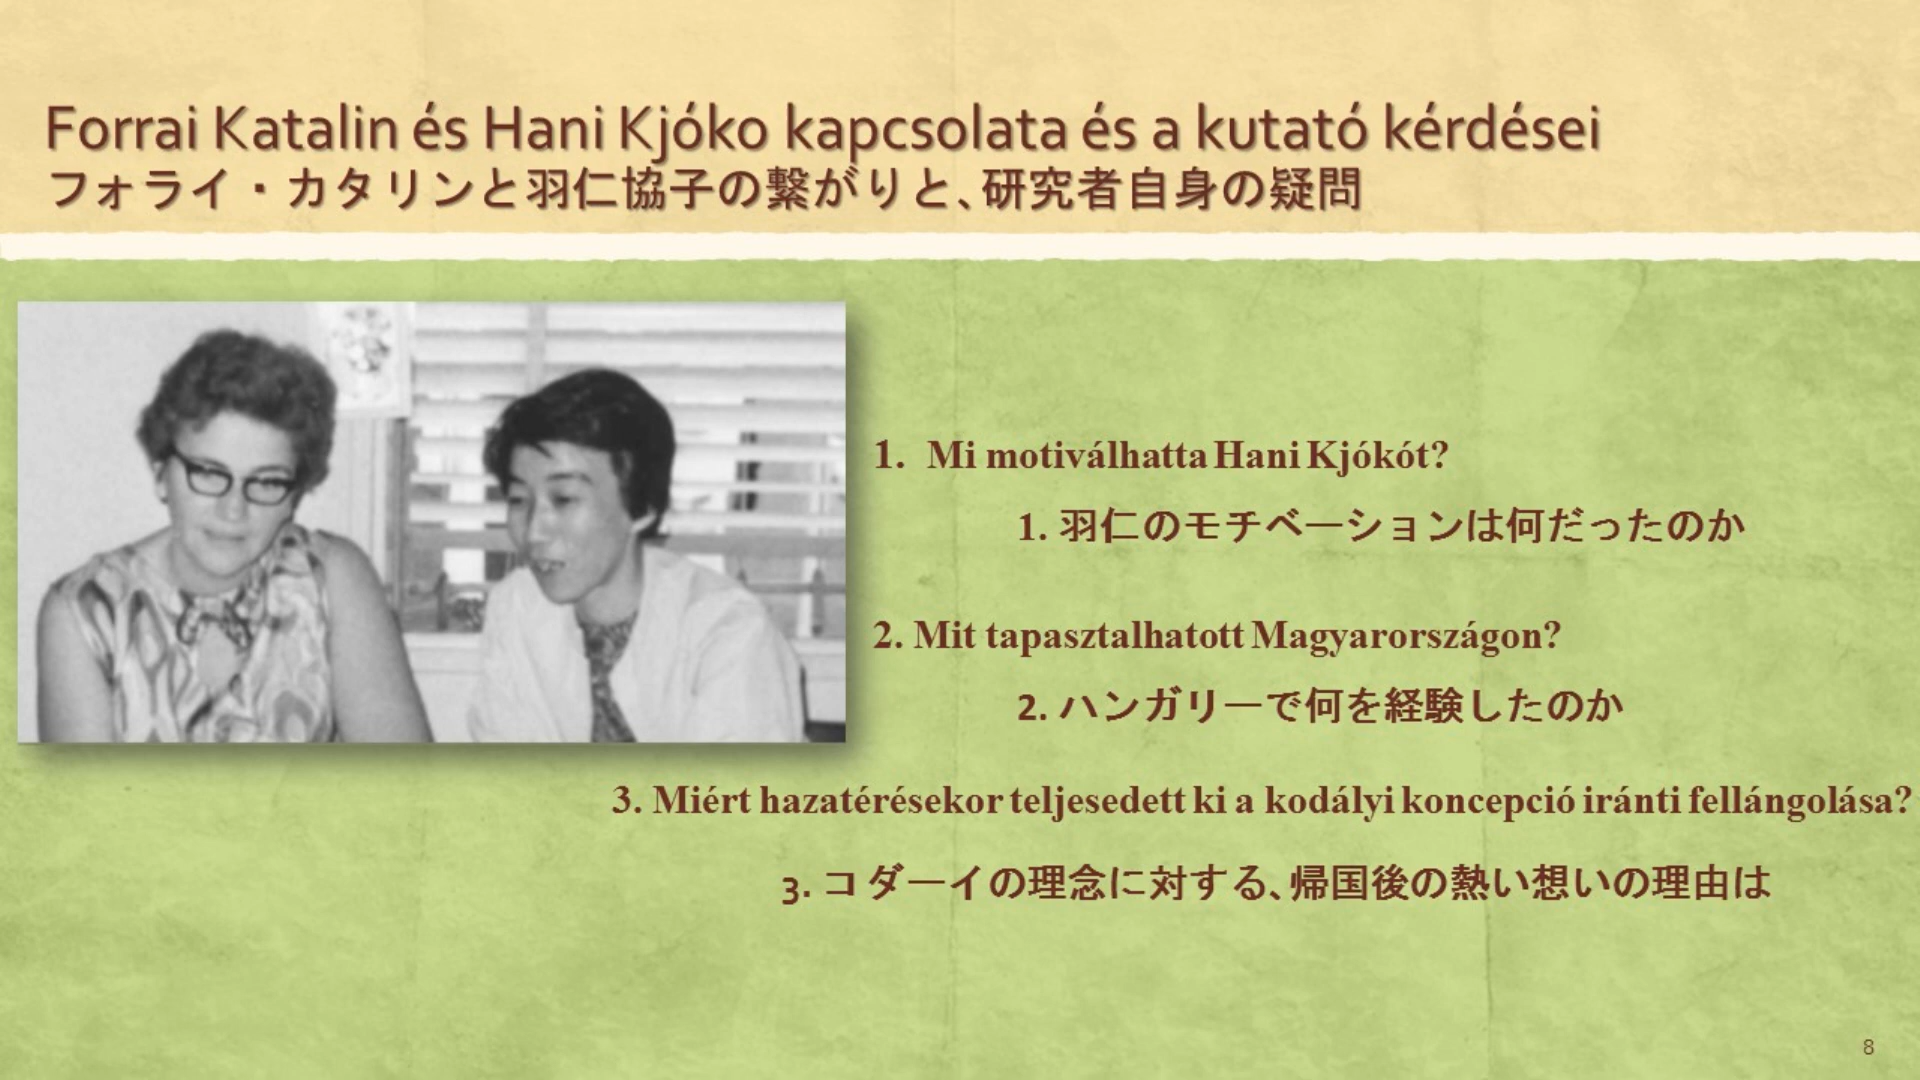 Forrai Katalin és Hani Kjóko kapcsolata és a kutató kérdései
フォライ・カタリンと羽仁協子の繋がりと、研究者自身の疑問
1. Mi motiválhatta Hani Kjókót?
1. 羽仁のモチベーションは何だったのか
2. Mit tapasztalhatott Magyarországon?
2. ハンガリーで何を経験したのか
3. Miért hazatérésekor teljesedett ki a kodályi koncepció iránti fellángolása?
3. コダーイの理念に対する、帰国後の熱い想いの理由は
8